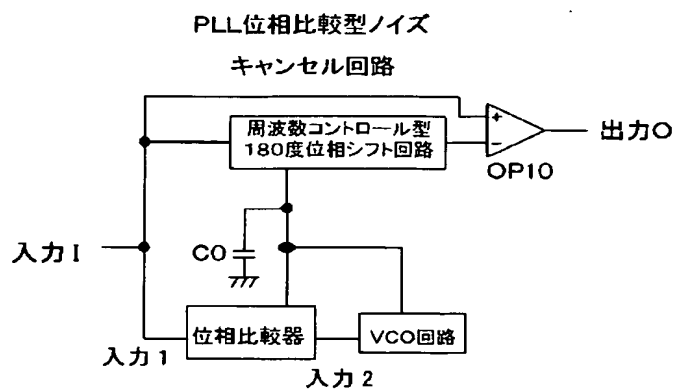 PLL位相比較型ノイズ
キャンセル回路
周波数コントロール型
180度位相シフト回路
+
−
出力O
OP10
入力I
C0
位相比較器
VCO回路
入力1
入力2